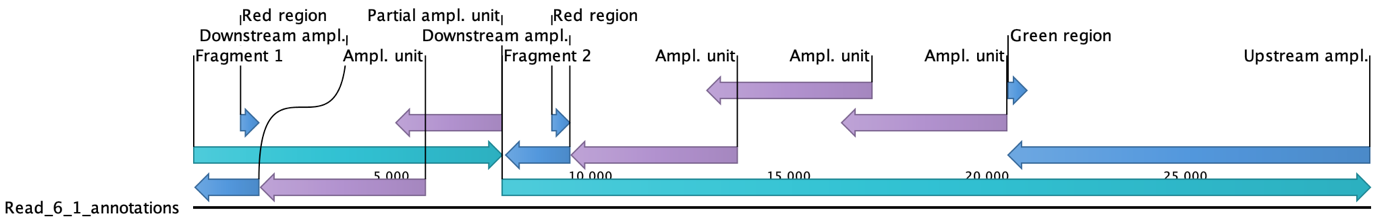 Red region Partial ampl. unit Red region
Downstream ampl. Downstream ampl. Green region
Fragment 1 Ampl. unit Fragment 2 Ampl. unit Ampl. unit Ampl. unit Upstream ampl.
5,000 10,000 15,000 20,000 25,000
Read_6_1_annotations